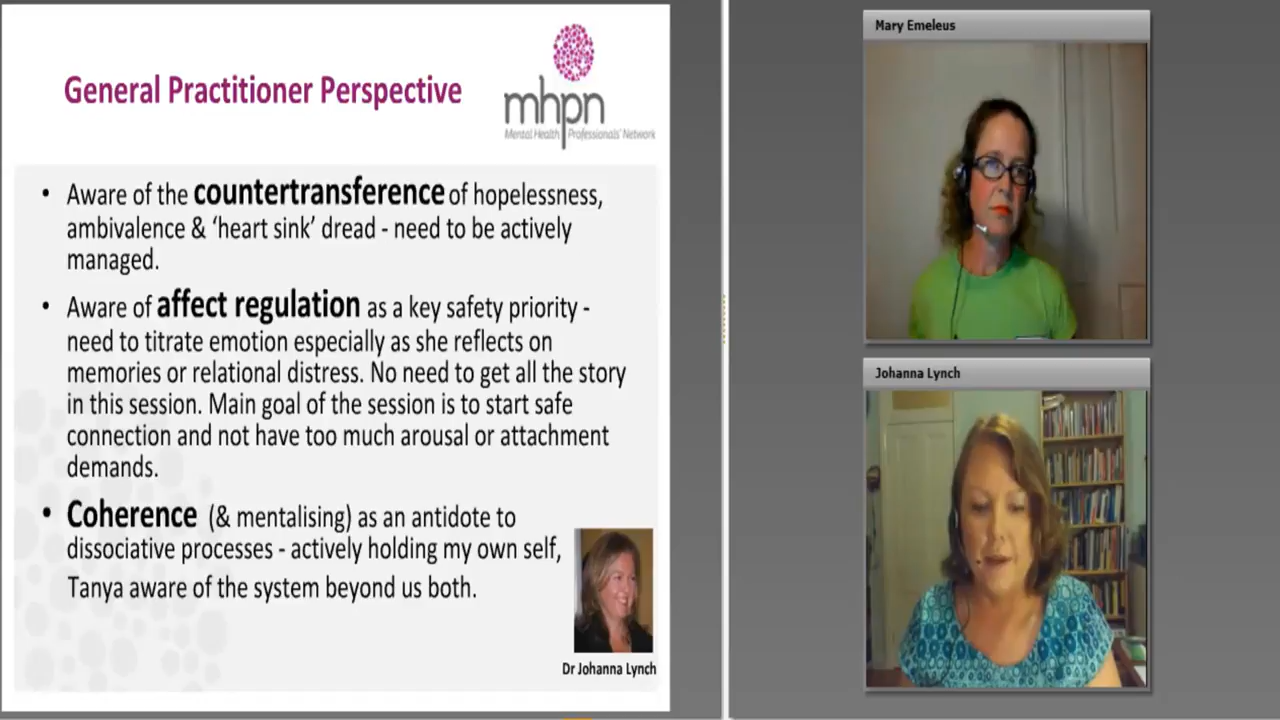 General Practitioner Perspective
mhpn
Mental Health Professionals' Network
• Aware of the countertransference of hopelessness,
ambivalence & 'heart sink' dread - need to be actively
managed.
• Aware of affect regulation as a key safety priority -
need to titrate emotion especially as she reflects on
memories or relational distress. No need to get all the story
in this session. Main goal of the session is to start safe
connection and not have too much arousal or attachment
demands.
• Coherence (& mentalising) as an antidote to
dissociative processes - actively holding my own self,
Tanya aware of the system beyond us both.
Dr Johanna Lynch
Mary Emeleus
Johanna Lynch